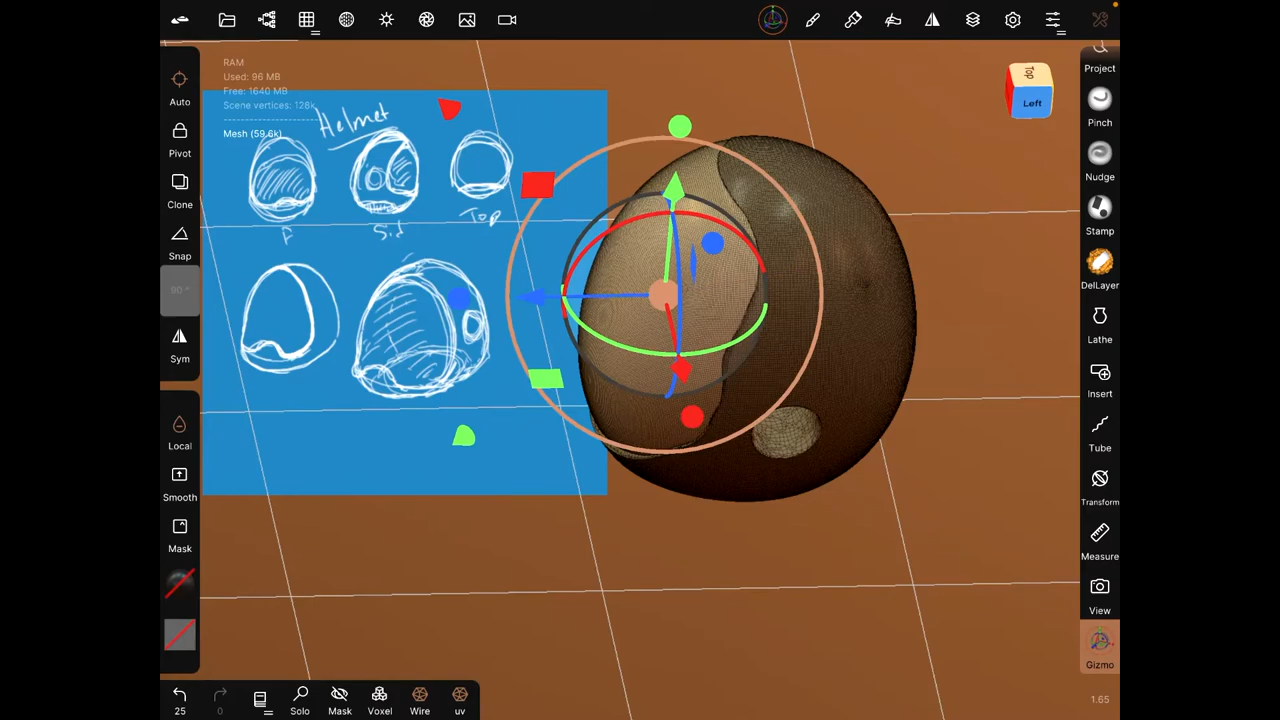 RAM
Used: 96 MB
Free: 1640 MB
Scene vertices: 128k
Mesh (59.6k)
Helmet
F
Sid
Top
Top
Left
Auto
Pivot
Clone
Snap
90 °
Sym
Local
Smooth
Mask
Project
Pinch
Nudge
Stamp
DelLayer
Lathe
Insert
Tube
Transform
Measure
View
Gizmo
25
0
Solo
Mask
Voxel
Wire
uv
1.65